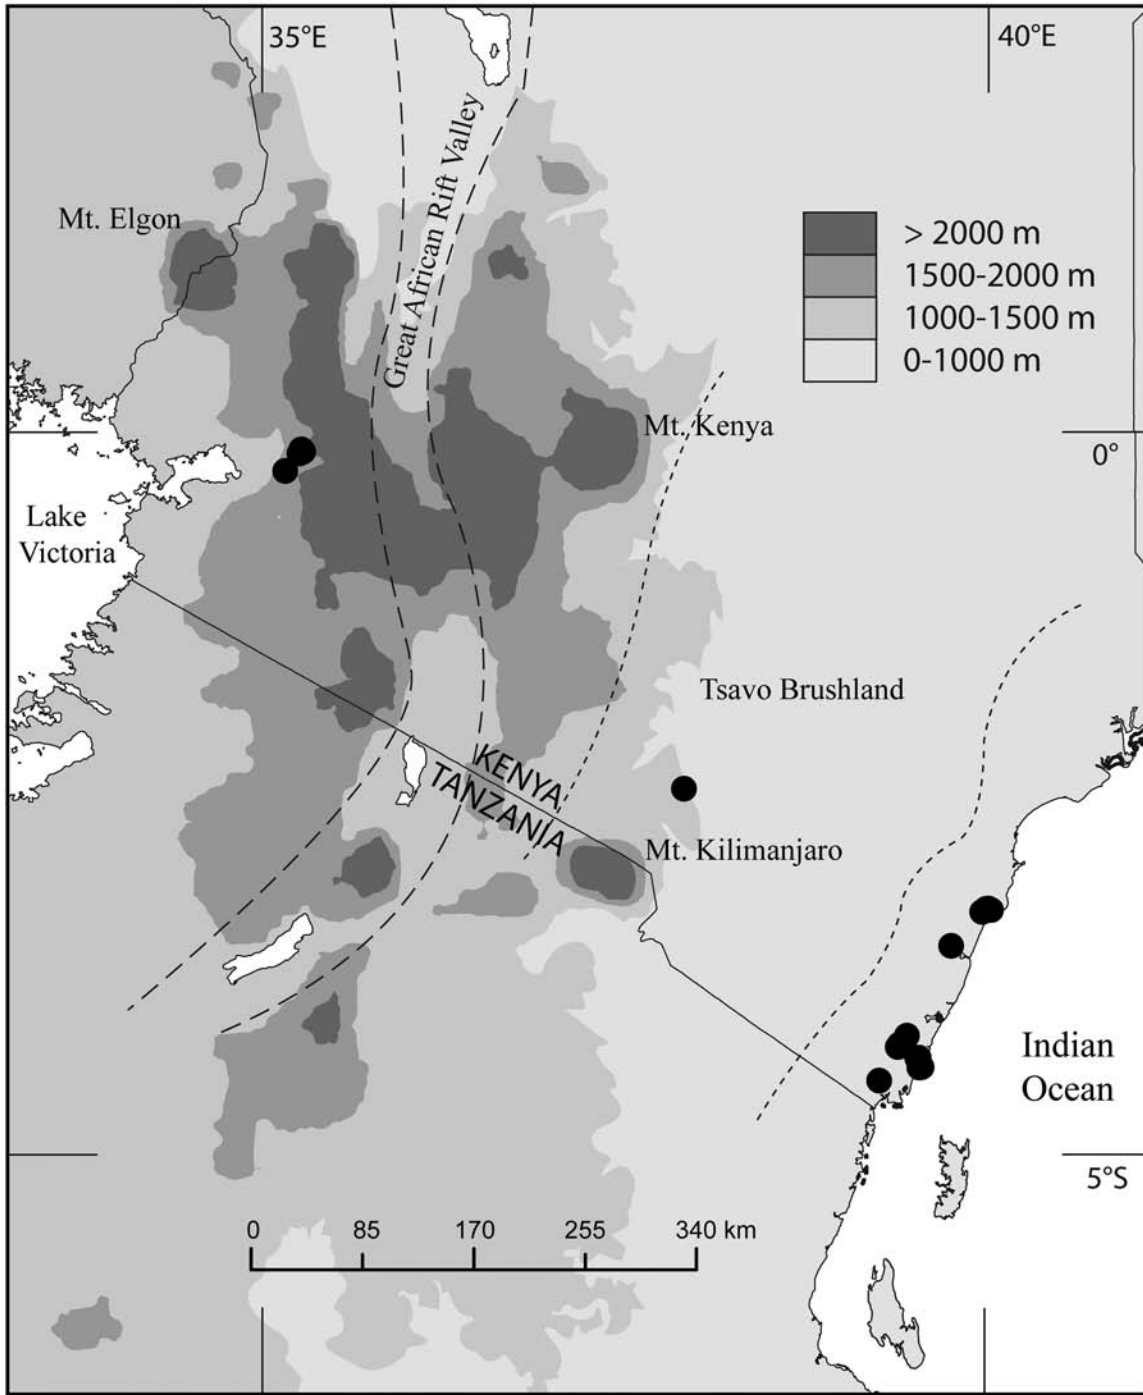 35°E
40°E
Great African Rift Valley
Mt. Elgon
> 2000 m
1500-2000 m
1000-1500 m
0-1000 m
Mt. Kenya
0°
Lake
Victoria
Tsavo Brushland
KENYA
TANZANIA
Mt. Kilimanjaro
Indian
Ocean
5°S
0 85 170 255 340 km